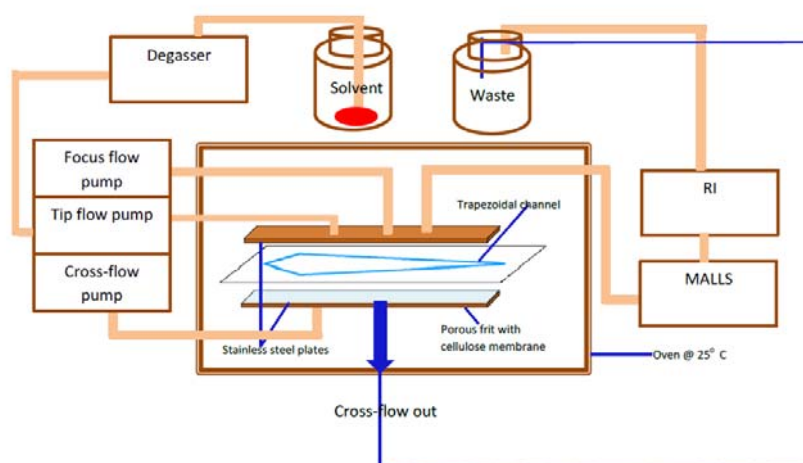 Degasser
Solvent
Waste
Focus flow
pump
Tip flow pump
Cross-flow
pump
Trapezoidal channel
RI
MALLS
Stainless steel plates
Porous frit with
cellulose membrane
Oven @ 25° C
Cross-flow out